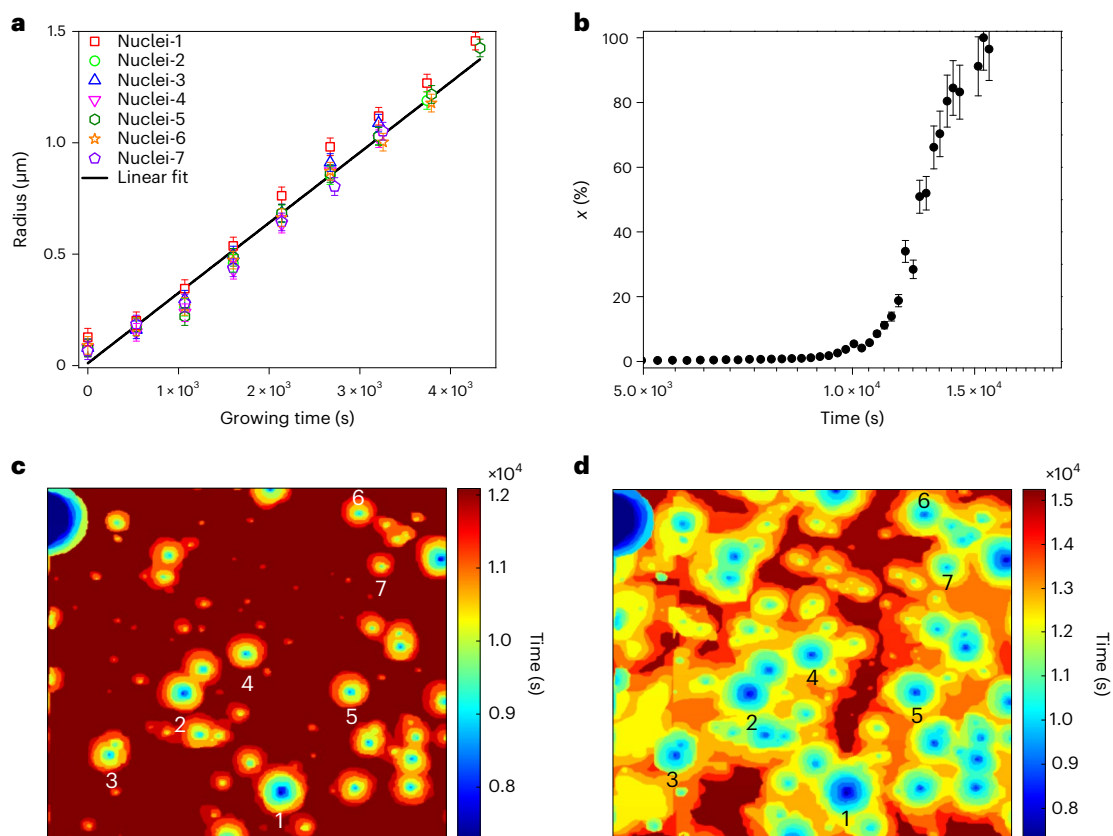 a
1.5
1.0
0.5
0
Radius (μm)
Nuclei-1
Nuclei-2
Nuclei-3
Nuclei-4
Nuclei-5
Nuclei-6
Nuclei-7
Linear fit
0 1 × 10³ 2 × 10³ 3 × 10³ 4 × 10³
Growing time (s)
b
100
80
60
40
20
0
x (%)
5.0 × 10³ 1.0 × 10⁴ 1.5 × 10⁴
Time (s)
c
6
7
4
5
2
3
1
×10⁴
1.2
1.1
1.0
0.9
0.8
Time (s)
d
6
7
4
5
2
3
1
×10⁴
1.5
1.4
1.3
1.2
1.1
1.0
0.9
0.8
Time (s)